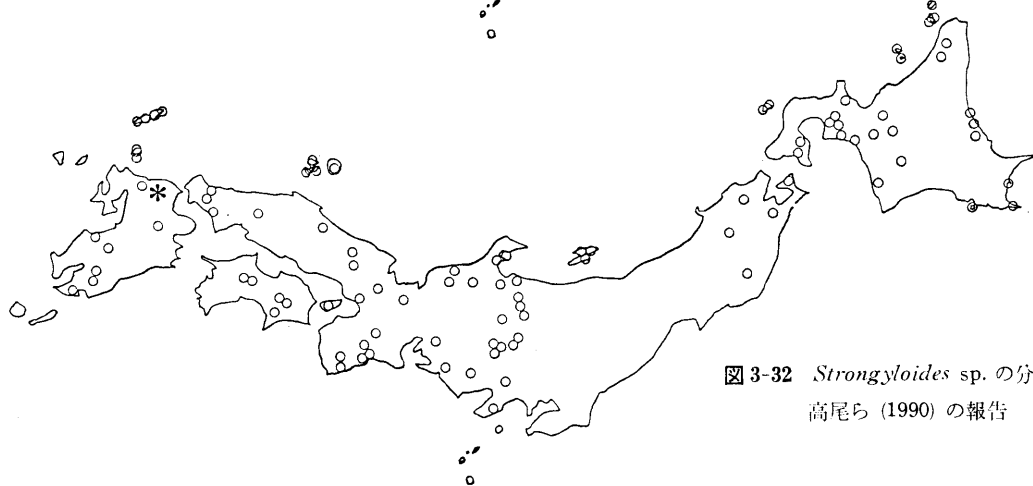 *
図 3-32 Strongyloides sp. の分
高尾ら (1990) の報告